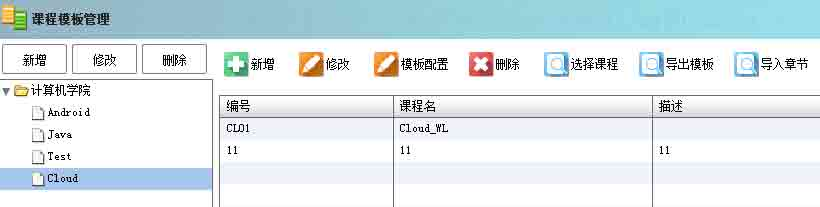 课程模板管理
新增 修改 删除
新增 修改 模板配置 删除 选择课程 导出模板 导入章节
计算机学院
Android
Java
Test
Cloud
编号 课程名 描述
CL01 Cloud_WL
11 11 11